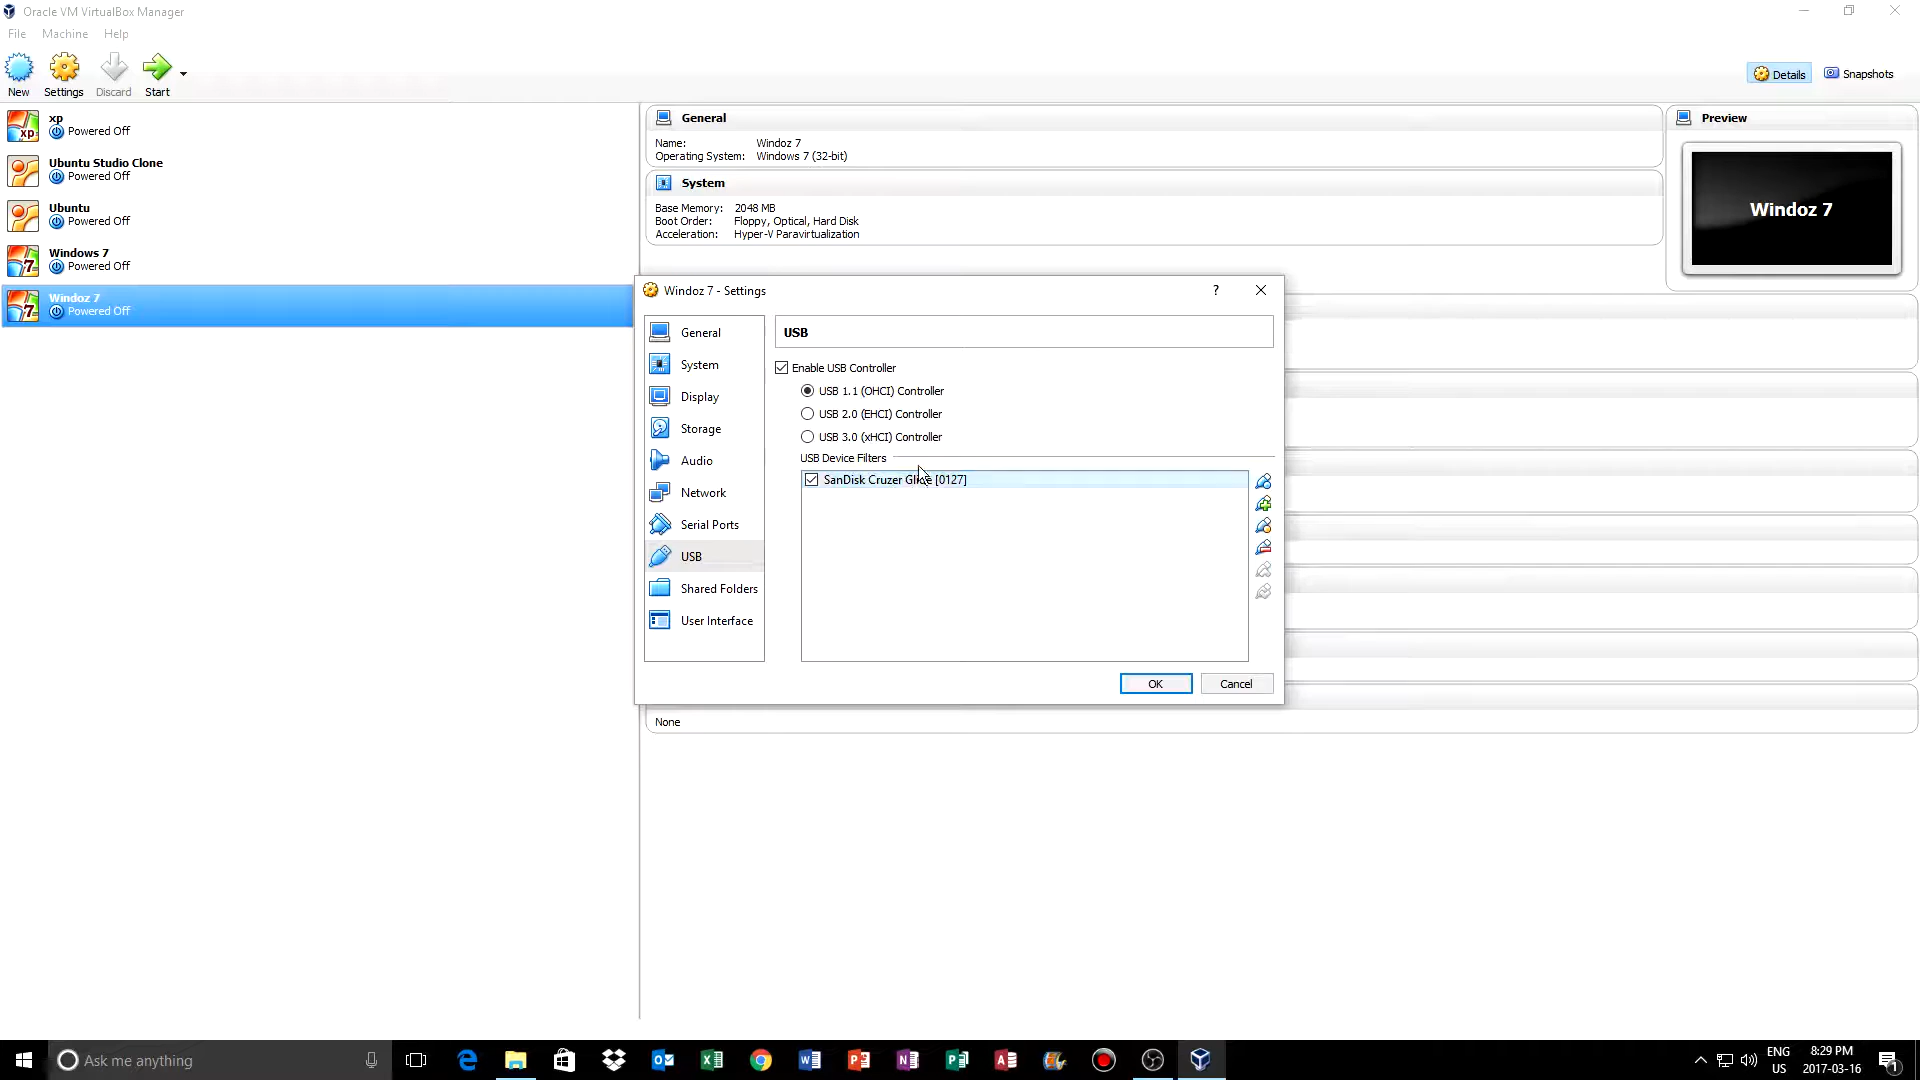 Oracle VM VirtualBox Manager
File Machine Help
New Settings Discard Start
Details Snapshots
xp
Powered Off
Ubuntu Studio Clone
Powered Off
Ubuntu
Powered Off
Windows 7
Powered Off
Windoz 7
Powered Off
General
Name: Windoz 7
Operating System: Windows 7 (32-bit)
System
Base Memory: 2048 MB
Boot Order: Floppy, Optical, Hard Disk
Acceleration: Hyper-V Paravirtualization
Preview
Windoz 7
Windoz 7 - Settings
?
General
System
Display
Storage
Audio
Network
Serial Ports
USB
Shared Folders
User Interface
USB
Enable USB Controller
USB 1.1 (OHCI) Controller
USB 2.0 (EHCI) Controller
USB 3.0 (xHCI) Controller
USB Device Filters
SanDisk Cruzer [0127]
OK Cancel
None
Ask me anything
ENG
US
8:29 PM
2017-03-16
1